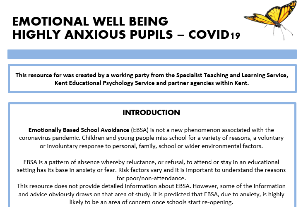 EMOTIONAL WELL BEING
HIGHLY ANXIOUS PUPILS – COVID19
This resource for was created by a working party from the Specialist Teaching and Learning Service,
Kent Educational Psychology Service and partner agencies within Kent.
INTRODUCTION
Emotionally Based School Avoidance (EBSA) is not a new phenomenon associated with the
coronavirus pandemic. Children and young people miss school for a variety of reasons, a voluntary
or involuntary response to personal, family, school or wider environmental factors.
EBSA is a pattern of absence whereby reluctance, or refusal, to attend or stay in an educational
setting has its base in anxiety or fear. Risk factors vary and it is important to understand the reasons
for poor/non-attendance.
This resource does not provide detailed information about EBSA. However, some of the information
and advice obviously draws on that area of study. It is predicted that EBSA, due to anxiety, is highly
likely to be an area of concern once schools start re-opening.